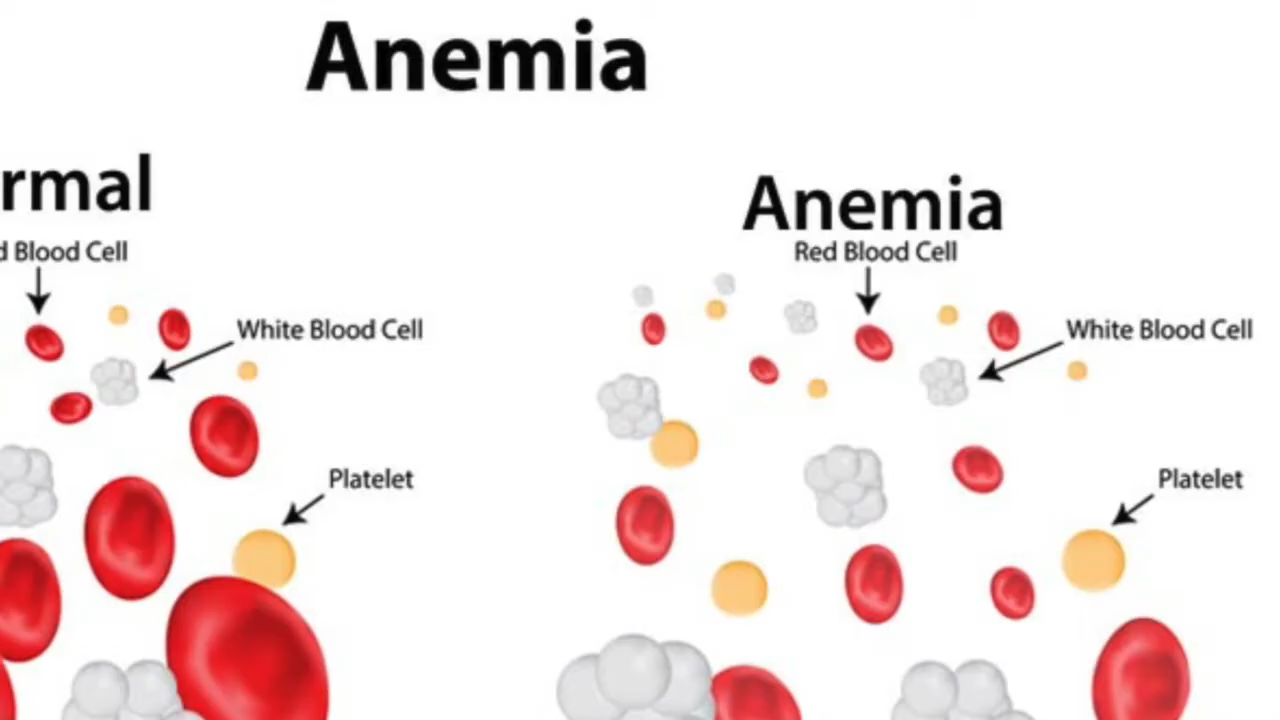 Anemia
rmal
Anemia
d Blood Cell
Red Blood Cell
White Blood Cell
White Blood Cell
Platelet
Platelet